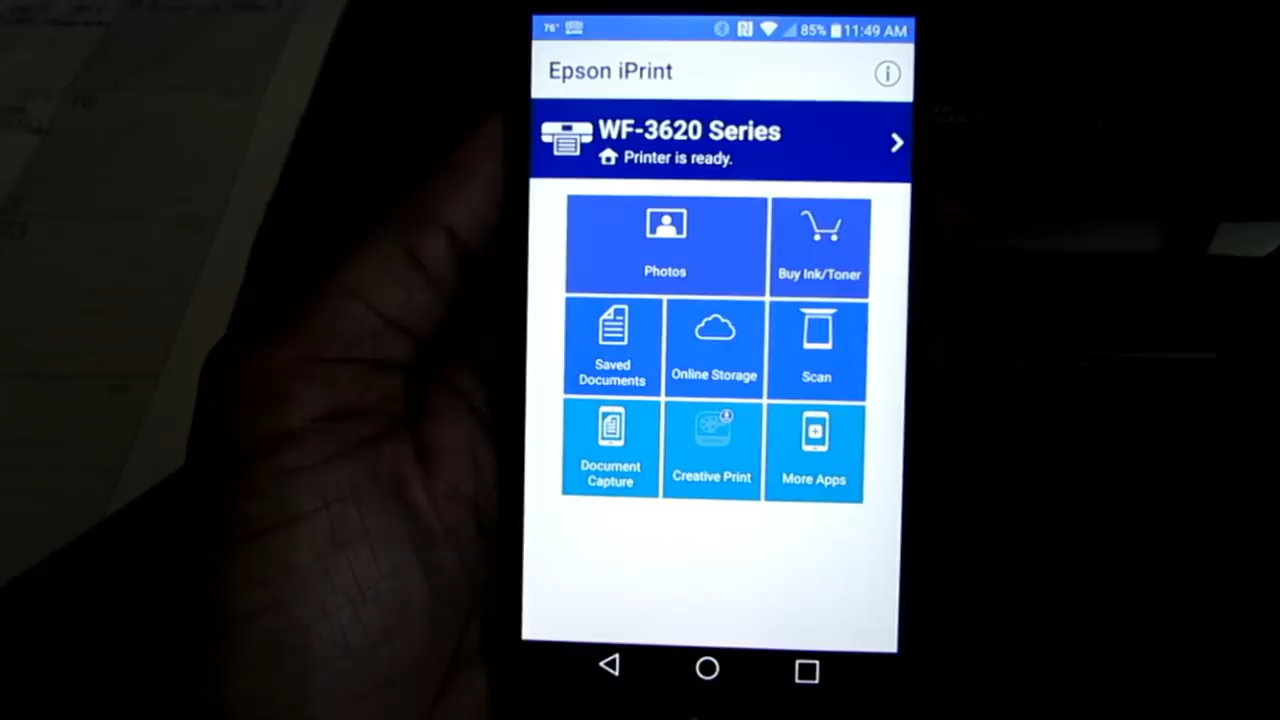 76°
85% 11:49 AM
Epson iPrint
WF-3620 Series
Printer is ready.
Photos
Buy Ink/Toner
Saved
Documents
Online Storage
Scan
Document
Capture
Creative Print
More Apps